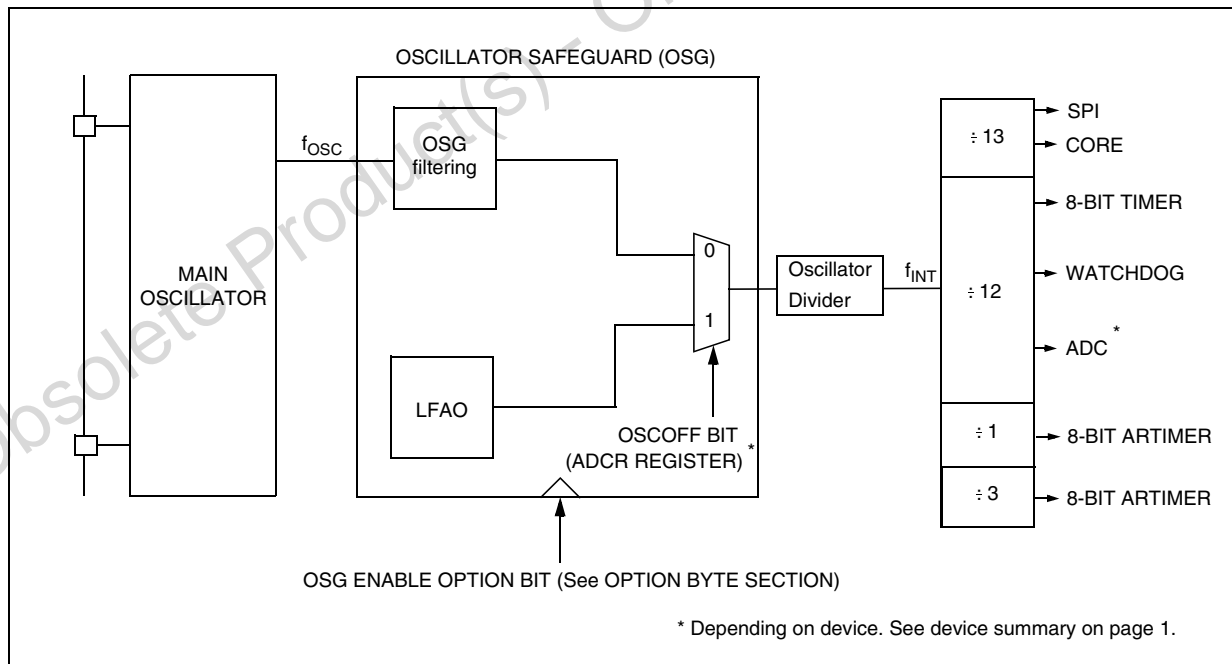 OSCILLATOR SAFEGUARD (OSG)
MAIN
OSCILLATOR
fOSC
OSG
filtering
LFAO
0
1
OSCOFF BIT
(ADCR REGISTER) *
Oscillator
Divider
fINT
÷ 13
÷ 12
÷ 1
÷ 3
SPI
CORE
8-BIT TIMER
WATCHDOG
ADC *
8-BIT ARTIMER
8-BIT ARTIMER
OSG ENABLE OPTION BIT (See OPTION BYTE SECTION)
* Depending on device. See device summary on page 1.
Obsolete Product(s) - O